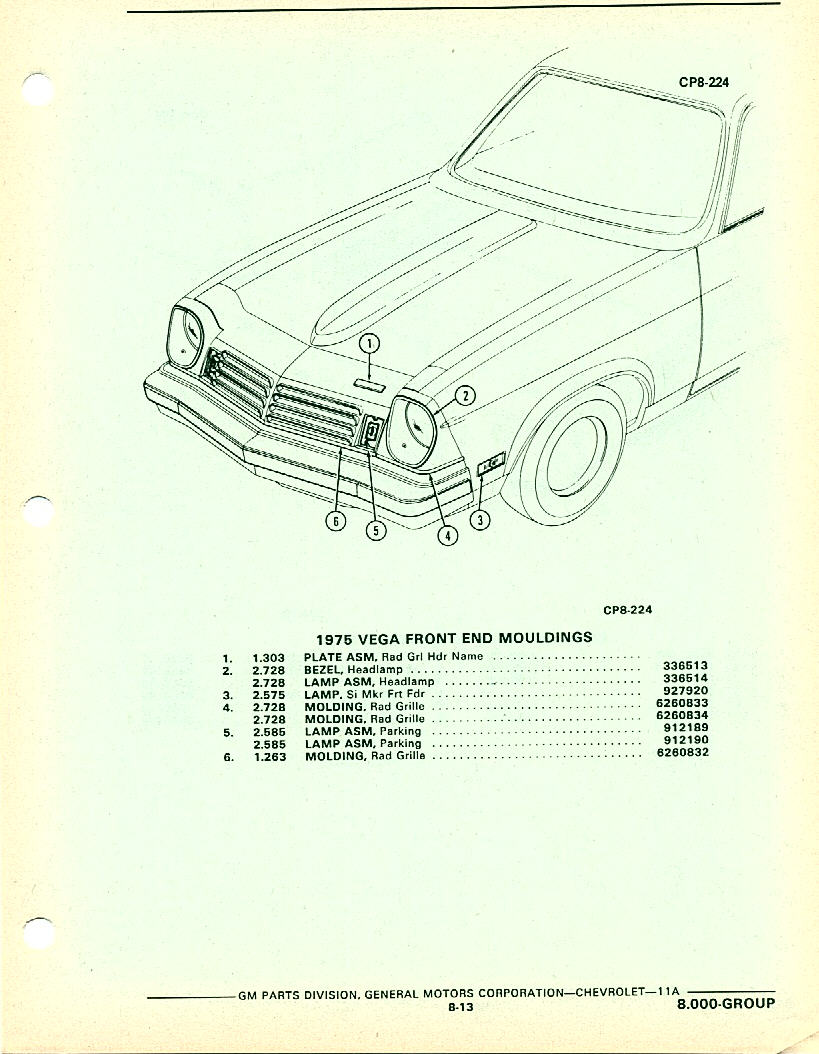 CP8-224
1
2
3
6
5
4
CP8-224
1975 VEGA FRONT END MOULDINGS
1. 1.303 PLATE ASM, Rad Grl Hdr Name ......................
2. 2.728 BEZEL, Headlamp .................................. 336513
2.728 LAMP ASM, Headlamp ............................. 336514
3. 2.575 LAMP, Si Mkr Frt Fdr ............................... 927920
4. 2.728 MOLDING, Rad Grille ............................... 6260833
2.728 MOLDING, Rad Grille ............................... 6260834
5. 2.585 LAMP ASM, Parking ............................... 912189
2.585 LAMP ASM, Parking ............................... 912190
6. 1.263 MOLDING, Rad Grille ............................... 6260832
GM PARTS DIVISION, GENERAL MOTORS CORPORATION—CHEVROLET—11A
8-13
8.000-GROUP